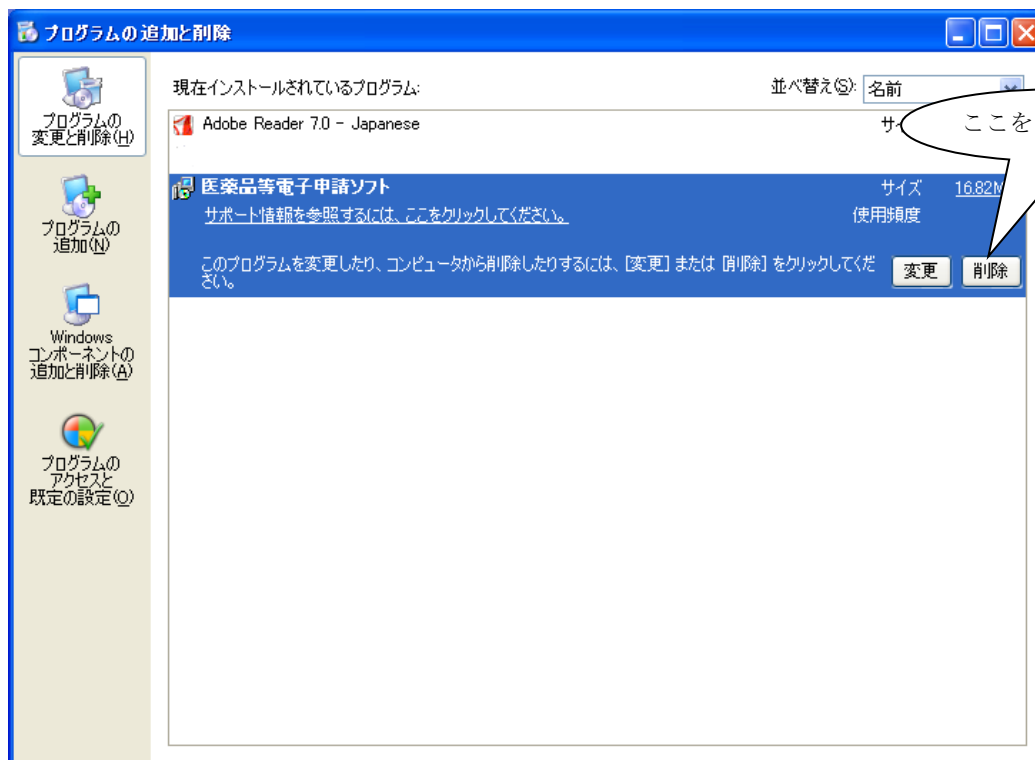 プログラムの追加と削除
プログラムの
変更と削除(H)
プログラムの
追加(N)
Windows
コンポーネントの
追加と削除(A)
プログラムの
アクセスと
既定の設定(O)
現在インストールされているプログラム:
並べ替え(S): 名前
Adobe Reader 7.0 - Japanese
サイ
ここを
医薬品等電子申請ソフト
サイズ 16.82M
サポート情報を参照するには、ここをクリックしてください。
使用頻度
このプログラムを変更したり、コンピュータから削除したりするには、[変更] または [削除] をクリックしてくだ
さい。
変更 削除